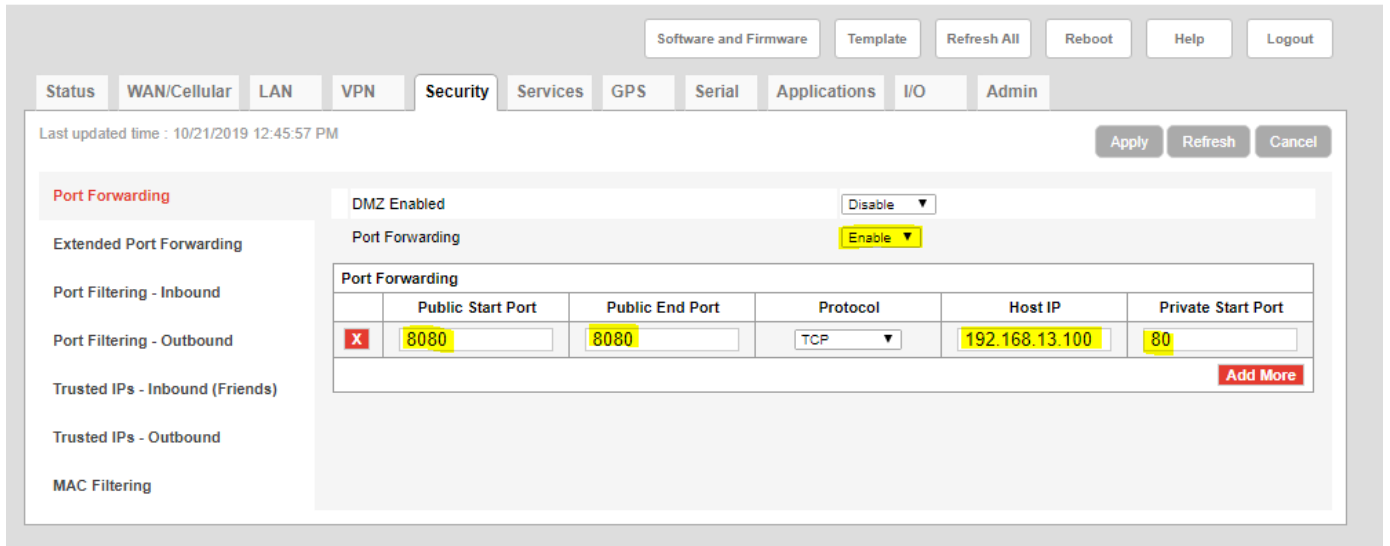 Software and Firmware Template Refresh All Reboot Help Logout
Status WAN/Cellular LAN VPN Security Services GPS Serial Applications I/O Admin
Last updated time : 10/21/2019 12:45:57 PM
Apply Refresh Cancel
Port Forwarding
Extended Port Forwarding
Port Filtering - Inbound
Port Filtering - Outbound
Trusted IPs - Inbound (Friends)
Trusted IPs - Outbound
MAC Filtering
DMZ Enabled Disable ▼
Port Forwarding Enable ▼
Port Forwarding
Public Start Port Public End Port Protocol Host IP Private Start Port
X 8080 8080 TCP ▼ 192.168.13.100 80
Add More